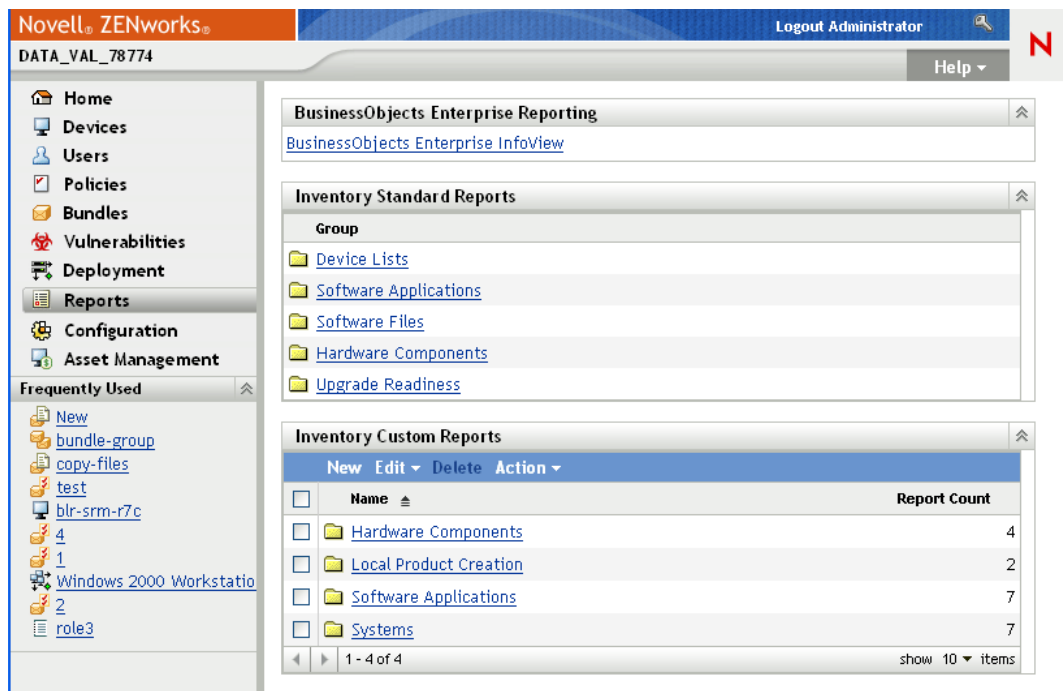 Novell® ZENworks®
Logout Administrator
N
DATA_VAL_78774
Help
Home
Devices
Users
Policies
Bundles
Vulnerabilities
Deployment
Reports
Configuration
Asset Management
Frequently Used
New
bundle-group
copy-files
test
blr-srm-r7c
4
1
Windows 2000 Workstatio
2
role3
BusinessObjects Enterprise Reporting
BusinessObjects Enterprise InfoView
Inventory Standard Reports
Group
Device Lists
Software Applications
Software Files
Hardware Components
Upgrade Readiness
Inventory Custom Reports
New Edit Delete Action
Name Report Count
Hardware Components 4
Local Product Creation 2
Software Applications 7
Systems 7
1 - 4 of 4 show 10 items